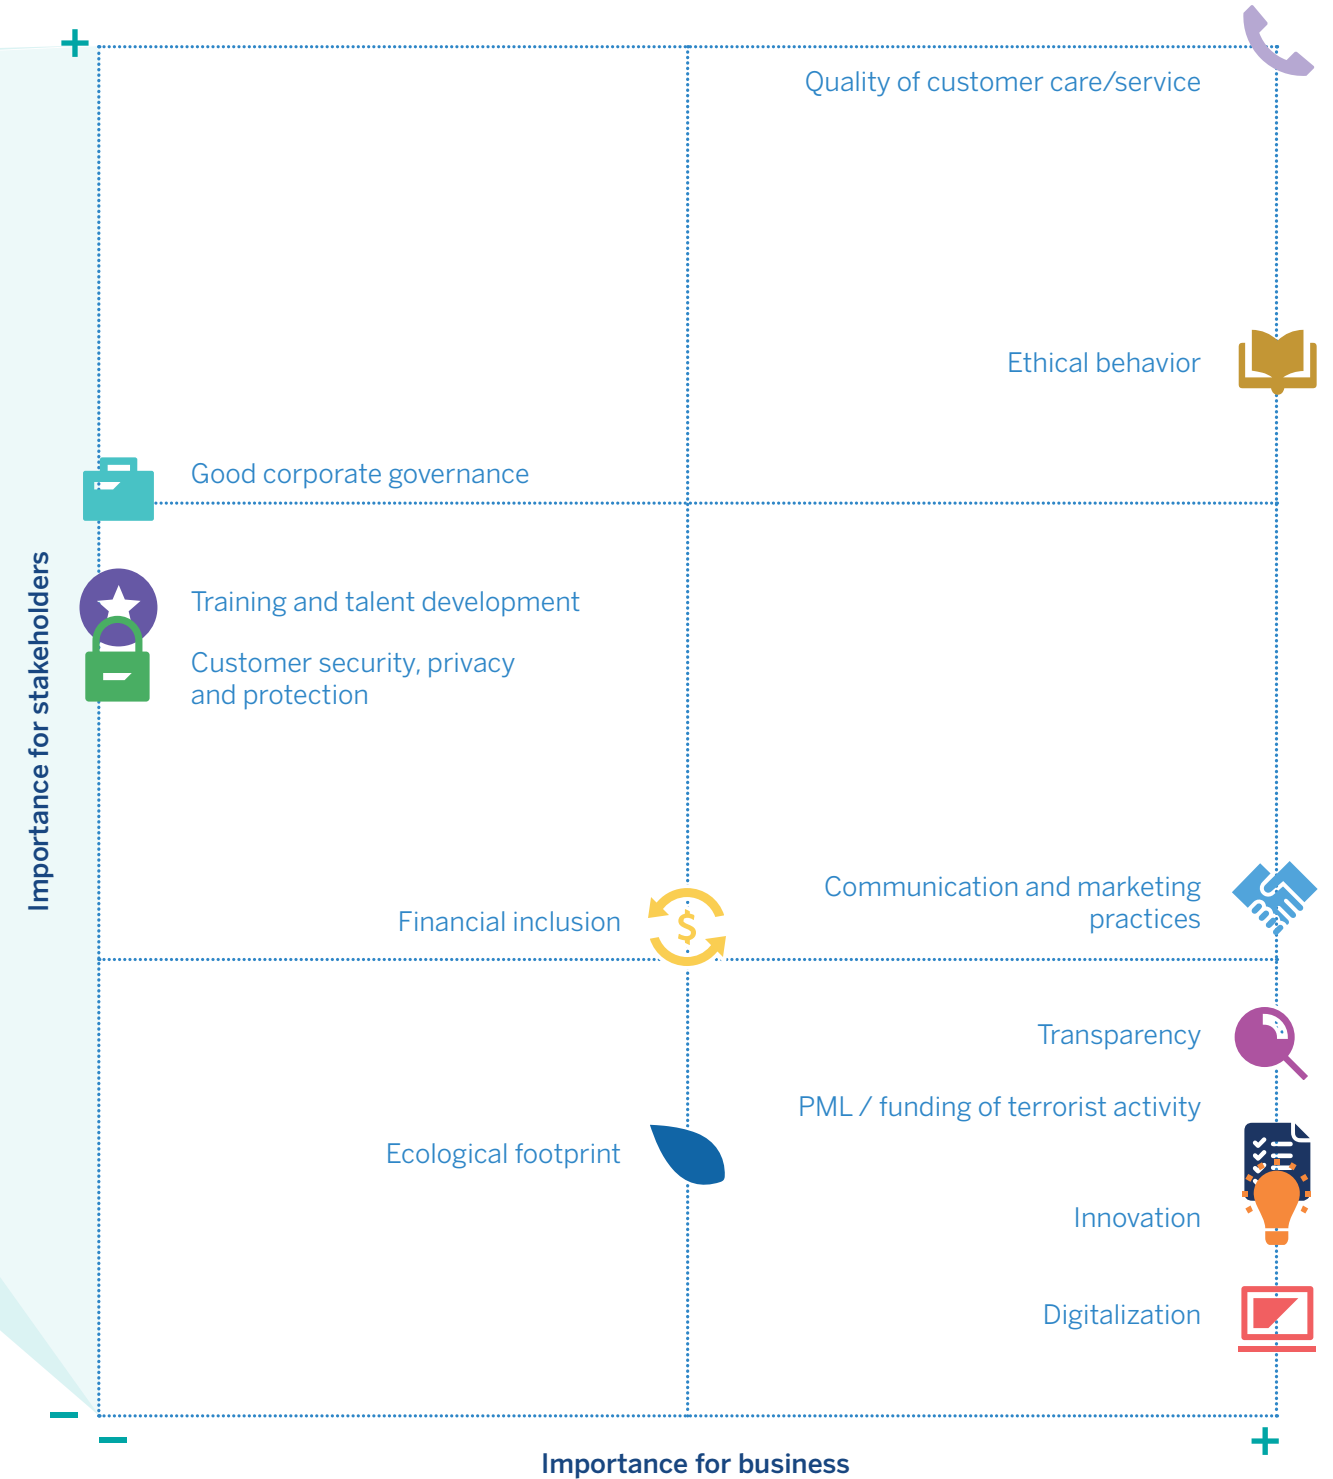 +
Quality of customer care/service
Ethical behavior
Good corporate governance
Importance for stakeholders
Training and talent development
Customer security, privacy
and protection
Communication and marketing
practices
Financial inclusion
$
Transparency
PML / funding of terrorist activity
Ecological footprint
Innovation
Digitalization
−
−
+
Importance for business